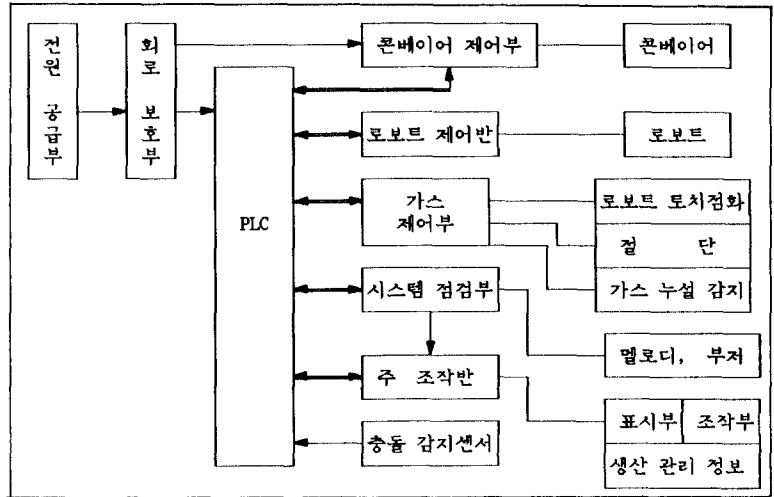 전원 공급부
회로 보호부
PLC
콘베이어 제어부
콘베이어
로보트 제어반
로보트
가스
제어부
로보트 토치점화
절 단
가스 누설 감지
시스템 점검부
멜로디, 부저
주 조작반
표시부 조작부
생산 관리 정보
충돌 감지센서